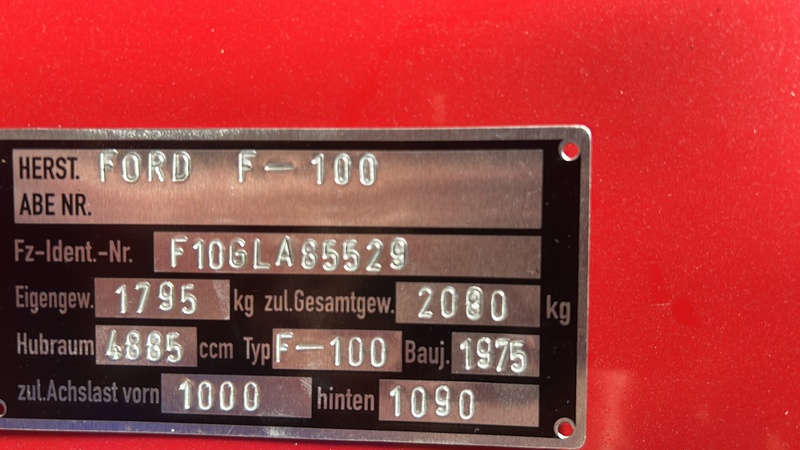 HERST. FORD F-100
ABE NR.
Fz-Ident.-Nr. F10GLA85529
Eigengew. 1795 kg zul.Gesamtgew. 2080 kg
Hubraum 4885 ccm Typ F-100 Bauj. 1975
zul.Achslast vorn 1000 hinten 1090